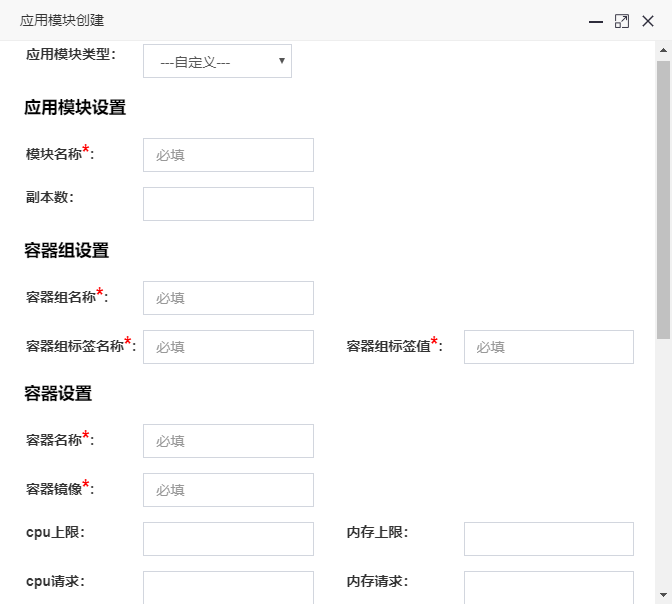 应用模块创建
应用模块类型:
---自定义---
应用模块设置
模块名称*: 必填
副本数:
容器组设置
容器组名称*: 必填
容器组标签名称*: 必填 容器组标签值*: 必填
容器设置
容器名称*: 必填
容器镜像*: 必填
cpu上限: 内存上限:
cpu请求: 内存请求: